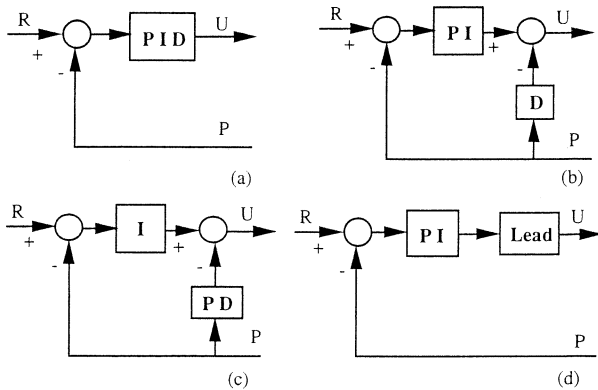 R
+
-
P I D
U
P
(a)
R
+
-
P I
+
-
D
U
P
(b)
R
+
-
I
+
-
P D
U
P
(c)
R
+
-
P I
Lead
U
P
(d)